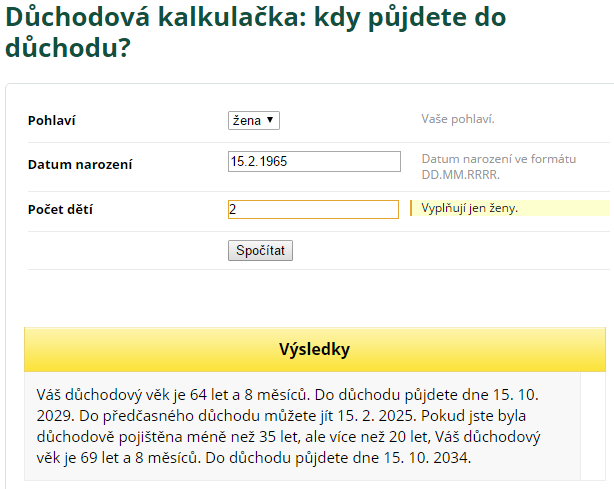 Důchodová kalkulačka: kdy půjdete do
důchodu?
Pohlaví
žena
Vaše pohlaví.
Datum narození
15.2.1965
Datum narození ve formátu
DD.MM.RRRR.
Počet dětí
2
Vyplňují jen ženy.
Spočítat
Výsledky
Váš důchodový věk je 64 let a 8 měsíců. Do důchodu půjdete dne 15. 10.
2029. Do předčasného důchodu můžete jít 15. 2. 2025. Pokud jste byla
důchodově pojištěna méně než 35 let, ale více než 20 let, Váš důchodový
věk je 69 let a 8 měsíců. Do důchodu půjdete dne 15. 10. 2034.